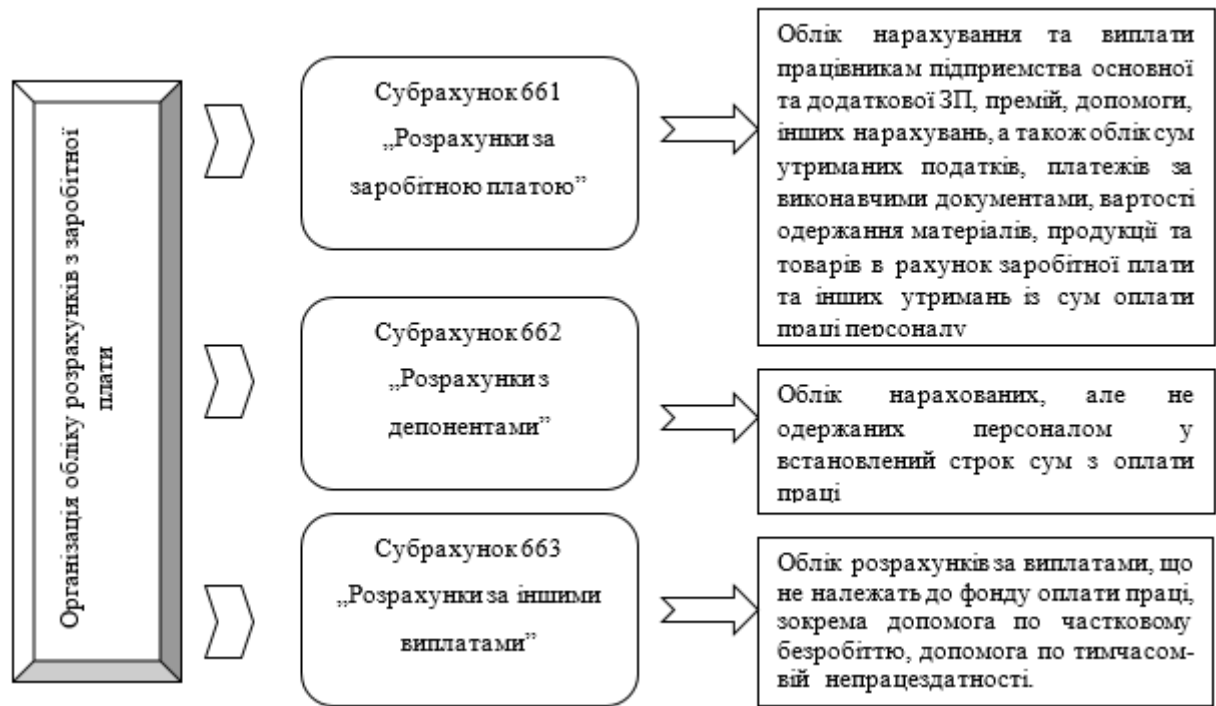 Організація обліку розрахунків з заробітної
плати
Субрахунок 661
„Розрахунки за
заробітною платою”
Облік нарахування та виплати
працівникам підприємства основної
та додаткової ЗП, премій, допомоги,
інших нарахувань, а також облік сум
утриманих податків, платежів за
виконавчими документами, вартості
одержання матеріалів, продукції та
товарів в рахунок заробітної плати
та інших утримань із сум оплати
праці персоналу
Субрахунок 662
„Розрахунки з
депонентами”
Облік нарахованих, але не
одержаних персоналом у
встановлений строк сум з оплати
праці
Субрахунок 663
„Розрахунки за іншими
виплатами”
Облік розрахунків за виплатами, що
не належать до фонду оплати праці,
зокрема допомога по частковому
безробіттю, допомога по тимчасом-
вій непрацездатності.